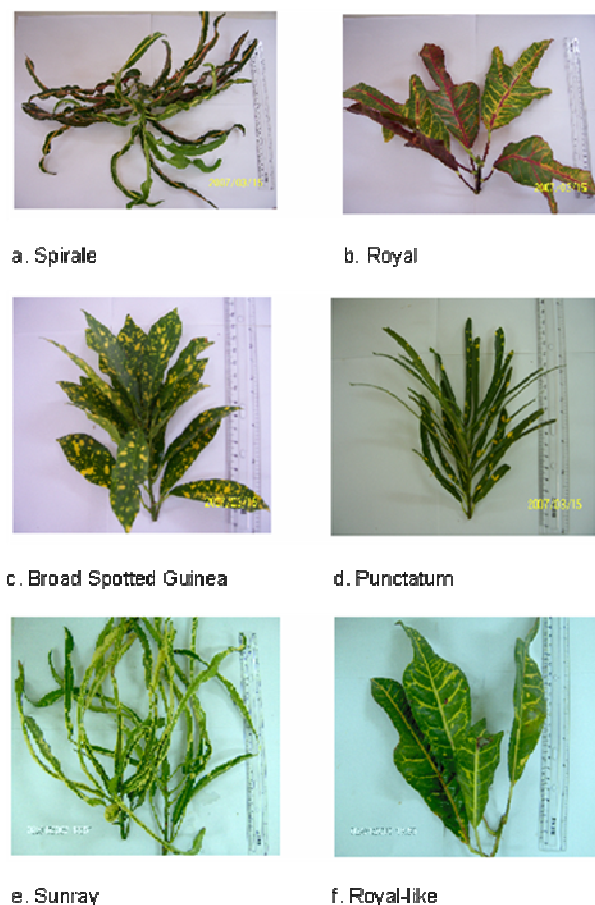 2007/03/15
2007/03/15
a. Spirale
b. Royal
2007/03/15
2007/03/15
c. Broad Spotted Guinea
d. Punctatum
e. Sunray
f. Royal-like